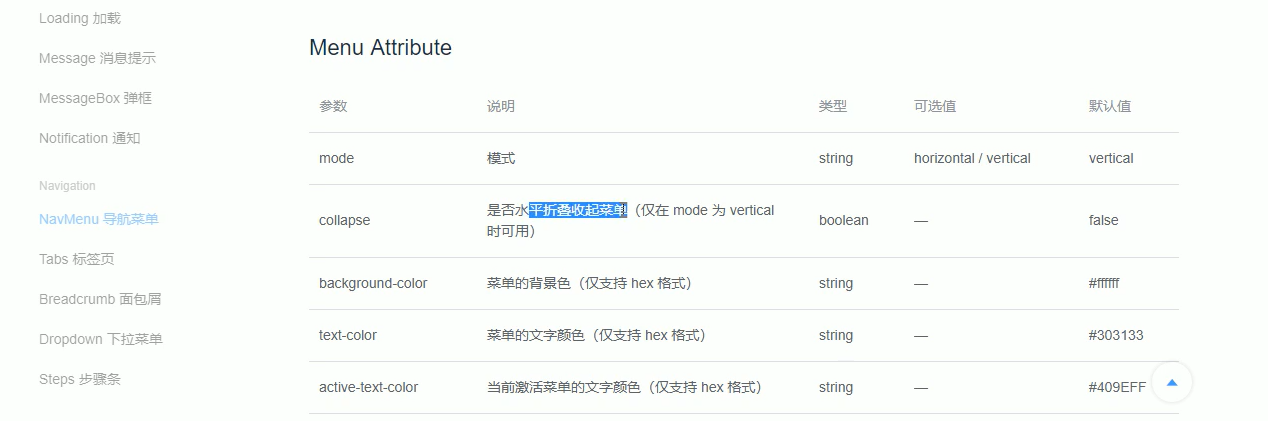 Loading 加载
Message 消息提示
MessageBox 弹框
Notification 通知
Navigation
NavMenu 导航菜单
Tabs 标签页
Breadcrumb 面包屑
Dropdown 下拉菜单
Steps 步骤条
Menu Attribute
参数 说明 类型 可选值 默认值
mode 模式 string horizontal / vertical vertical
collapse 是否水平折叠收起菜单（仅在 mode 为 vertical boolean — false
时可用）
background-color 菜单的背景色（仅支持 hex 格式） string — #ffffff
text-color 菜单的文字颜色（仅支持 hex 格式） string — #303133
active-text-color 当前激活菜单的文字颜色（仅支持 hex 格式） string — #409EFF